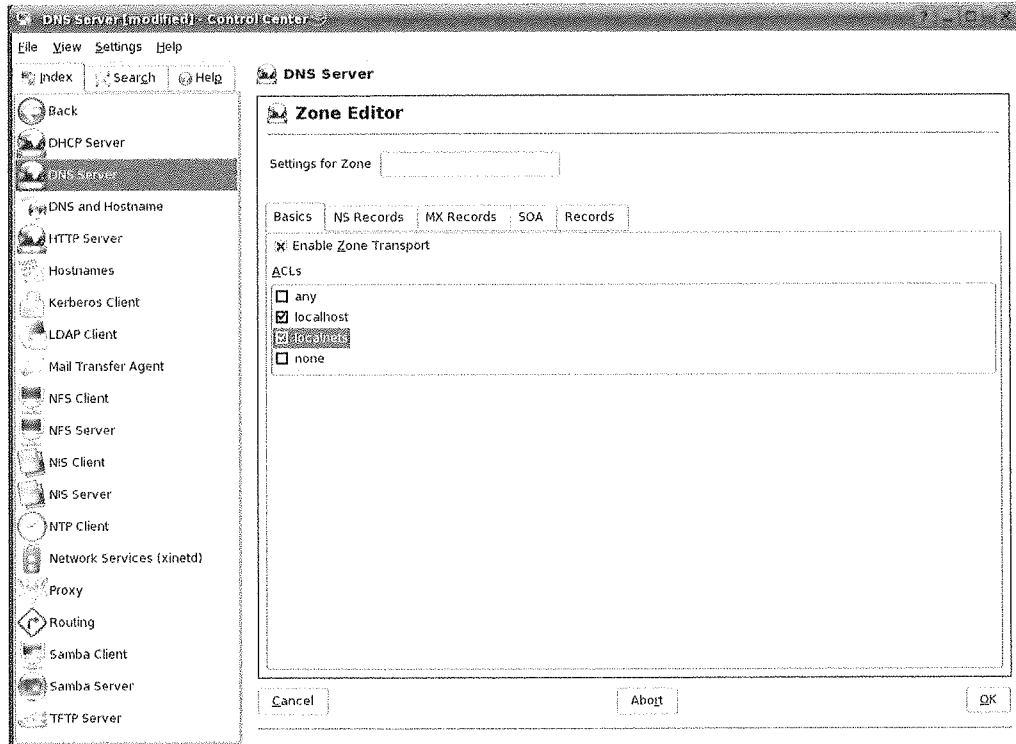 DNS Server [modified] - Control Center
File View Settings Help
Index Search Help
Back
DHCP Server
DNS Server
DNS and Hostname
HTTP Server
Hostnames
Kerberos Client
LDAP Client
Mail Transfer Agent
NFS Client
NFS Server
NIS Client
NIS Server
NTP Client
Network Services (xinetd)
Proxy
Routing
Samba Client
Samba Server
TFTP Server
DNS Server
Zone Editor
Settings for Zone
Basics NS Records MX Records SOA Records
Enable Zone Transport
ACLs
any
localhost
localnets
none
Cancel Abort OK